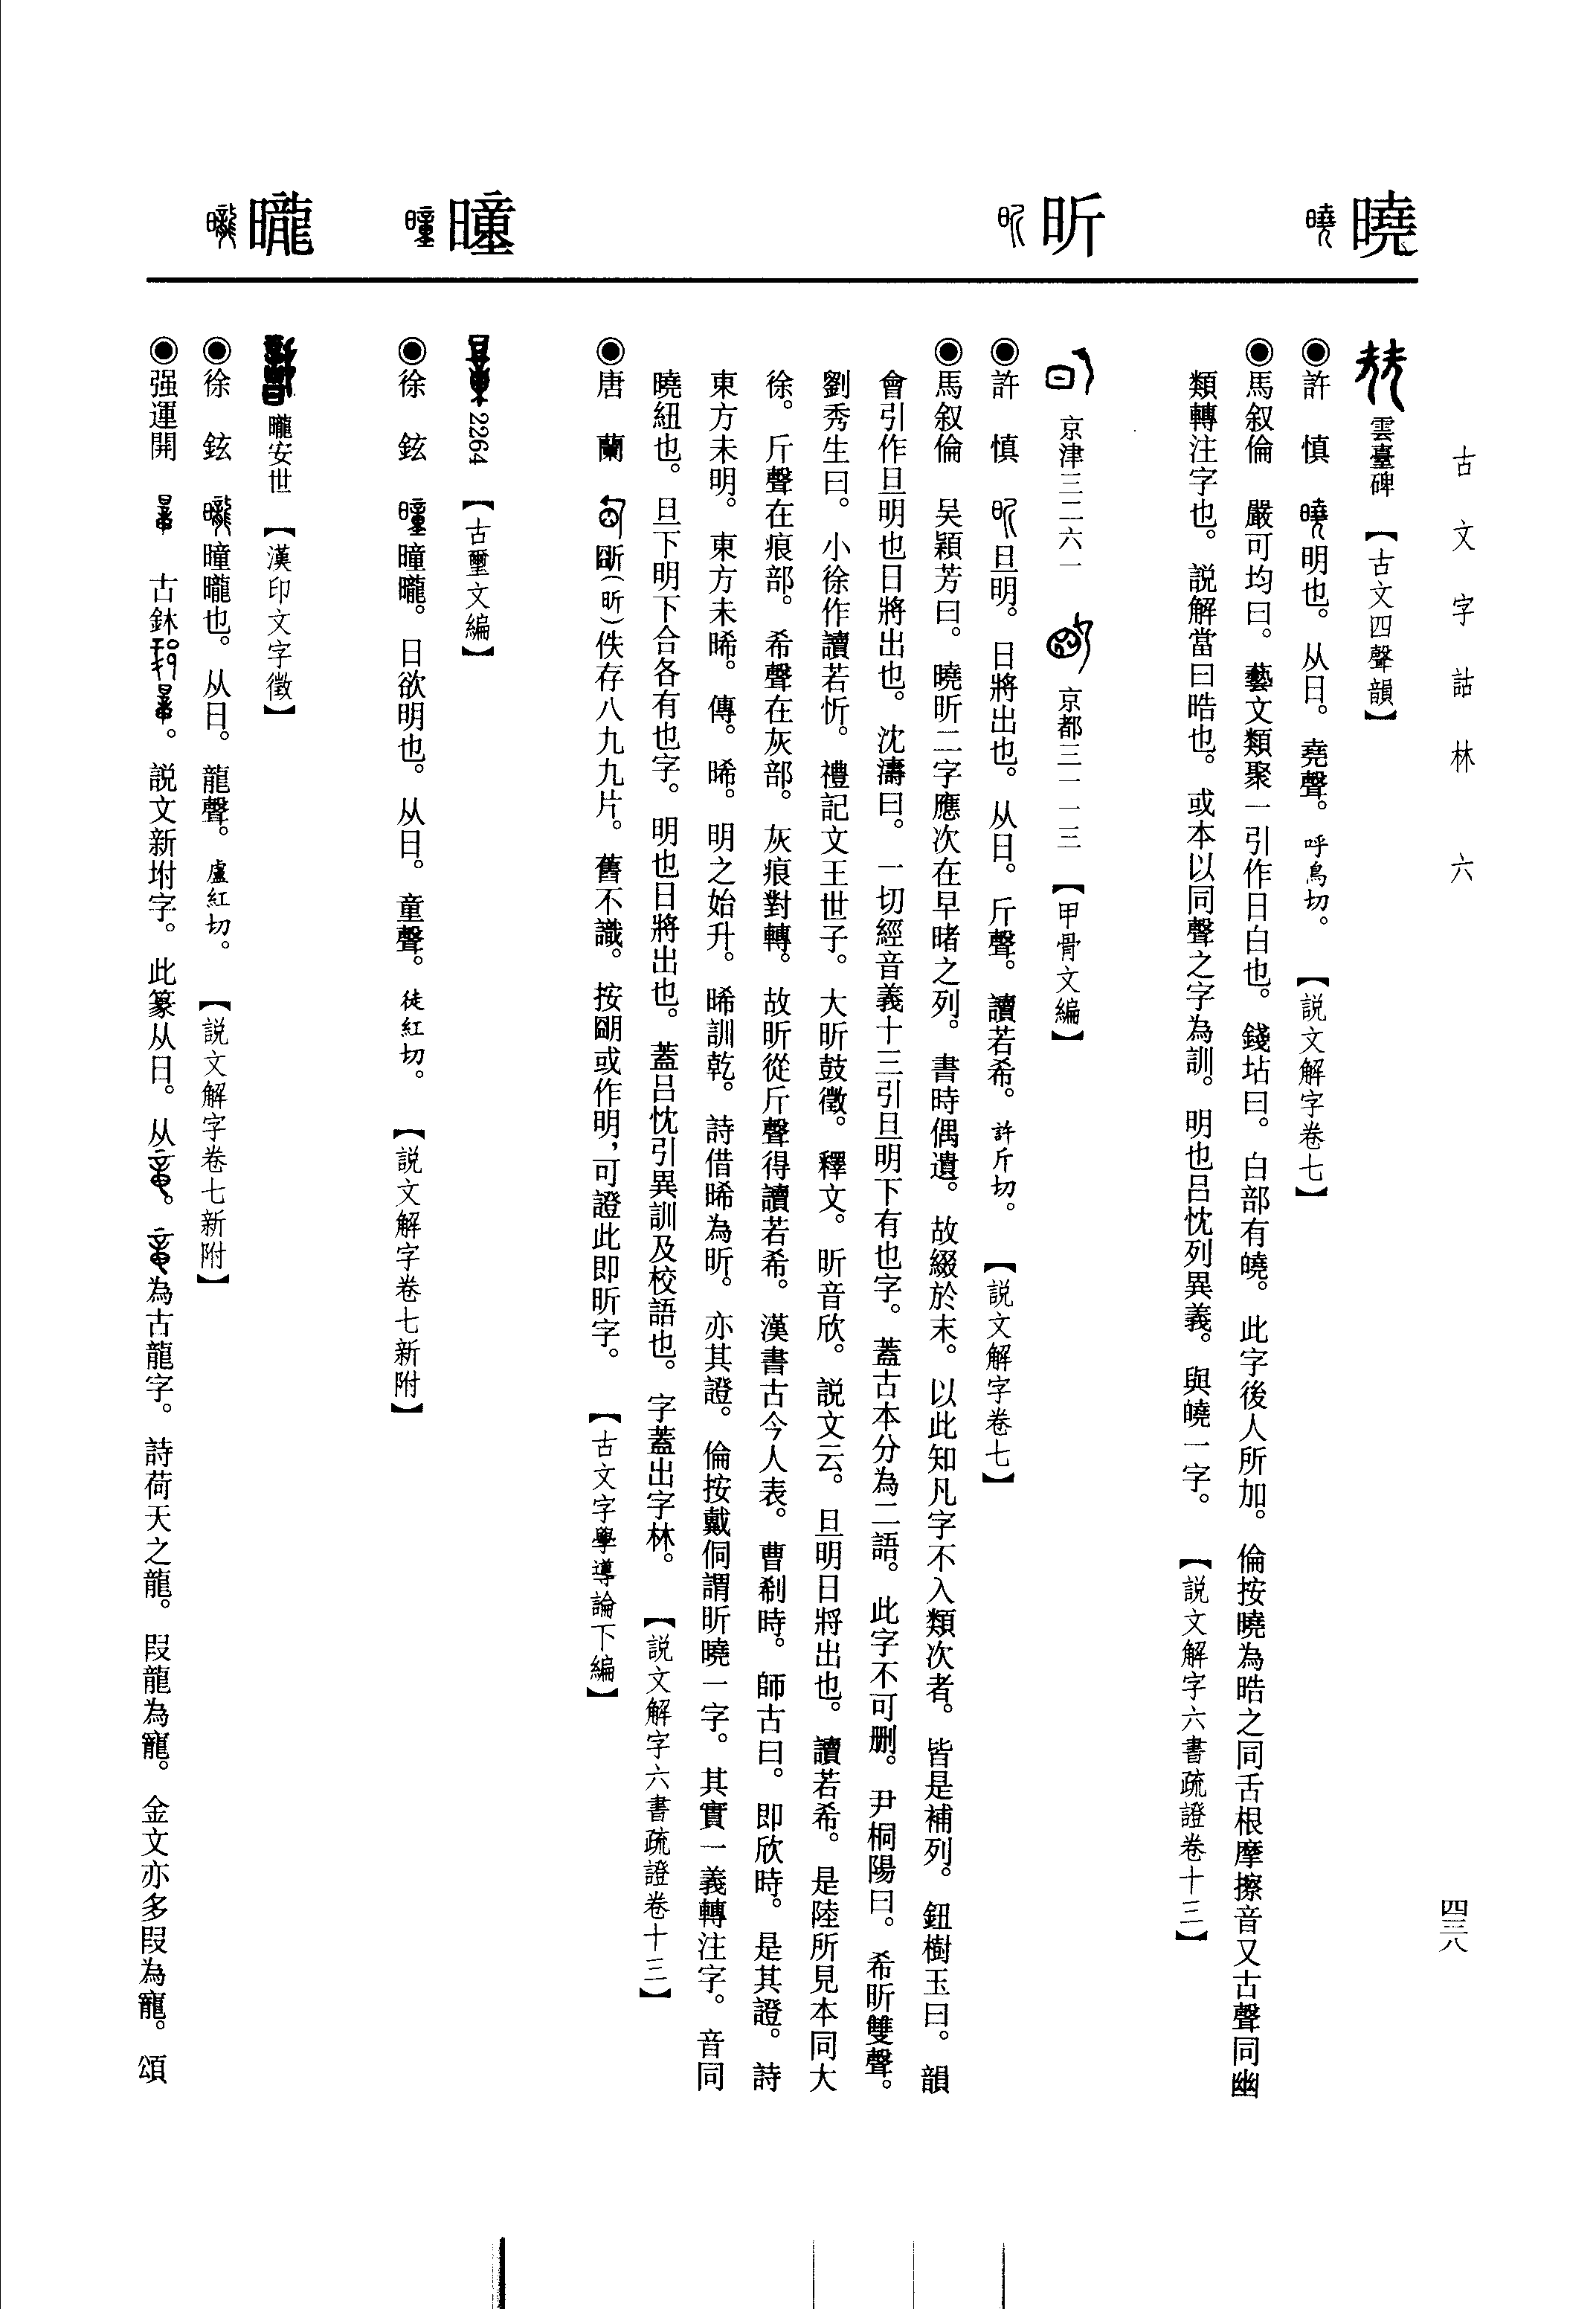 古文字詁林 六
四三八
曉
昕
曈
曨
雲臺碑 【古文四聲韻】
◉許 慎 明也。从日。堯聲。呼鳥切。 【説文解字卷七】
◉馬叙倫 嚴可均曰。藝文類聚一引作日白也。錢坫曰。白部有皢。此字後人所加。倫按曉為晧之同舌根摩擦音又古聲同幽
類轉注字也。説解當曰晧也。或本以同聲之字為訓。明也吕忱列異義。與皢一字。 【説文解字六書疏證卷十三】
京津三二六一 京都三一一三 【甲骨文編】
◉許 慎 旦明。日將出也。从日。斤聲。讀若希。許斤切。 【説文解字卷七】
◉馬叙倫 吴穎芳曰。曉昕二字應次在早暏之列。書時偶遺。故綴於末。以此知凡字不入類次者。皆是補列。鈕樹玉曰。韻
會引作旦明也日將出也。沈濤曰。一切經音義十三引旦明下有也字。蓋古本分為二語。此字不可删。尹桐陽曰。希昕雙聲。
劉秀生曰。小徐作讀若忻。禮記文王世子。大昕鼓徵。釋文。昕音欣。説文云。旦明日將出也。讀若希。是陸所見本同大
徐。斤聲在痕部。希聲在灰部。灰痕對轉。故昕從斤聲得讀若希。漢書古今人表。曹刹時。師古曰。即欣時。是其證。詩
東方未明。東方未晞。傳。晞。明之始升。晞訓乾。詩借晞為昕。亦其證。倫按戴侗謂昕曉一字。其實一義轉注字。音同
曉紐也。旦下明下合各有也字。明也日將出也。蓋吕忱引異訓及校語也。字蓋出字林。 【説文解字六書疏證卷十三】
◉唐 蘭 (昕)佚存八九九片。舊不識。按朙或作明，可證此即昕字。 【古文字學導論下編】
2264 【古璽文編】
◉徐 鉉 曈曨。日欲明也。从日。童聲。徒紅切。 【説文解字卷七新附】
曨安世 【漢印文字徵】
◉徐 鉉 曈曨也。从日。龍聲。盧紅切。 【説文解字卷七新附】
◉强運開 古鉥。説文新坿字。此篆从日。从。為古龍字。詩荷天之龍。叚龍為寵。金文亦多叚為寵。頌